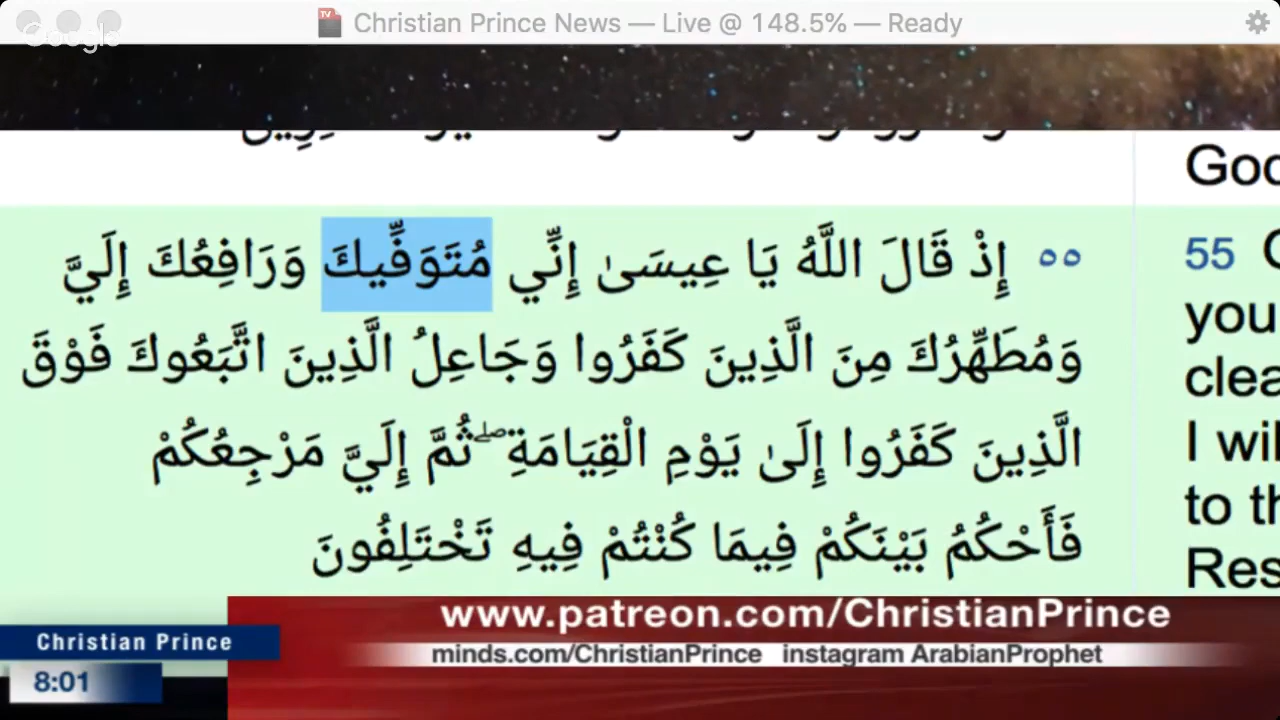 Christian Prince News — Live @ 148.5% — Ready
Google
TV
God
٥٥ إِذْ قَالَ اللَّهُ يَا عِيسَىٰ إِنِّي مُتَوَفِّيكَ وَرَافِعُكَ إِلَيَّ
وَمُطَهِّرُكَ مِنَ الَّذِينَ كَفَرُوا وَجَاعِلُ الَّذِينَ اتَّبَعُوكَ فَوْقَ
الَّذِينَ كَفَرُوا إِلَىٰ يَوْمِ الْقِيَامَةِ ۖ ثُمَّ إِلَيَّ مَرْجِعُكُمْ
فَأَحْكُمُ بَيْنَكُمْ فِيمَا كُنْتُمْ فِيهِ تَخْتَلِفُونَ
55
you
clea
I wil
to th
Res
www.patreon.com/ChristianPrince
minds.com/ChristianPrince instagram ArabianProphet
Christian Prince
8:01